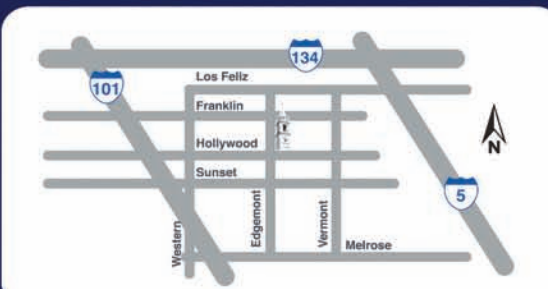 134
101
Los Feliz
Franklin
Hollywood
Sunset
N
5
Western
Edgemont
Vermont
Melrose